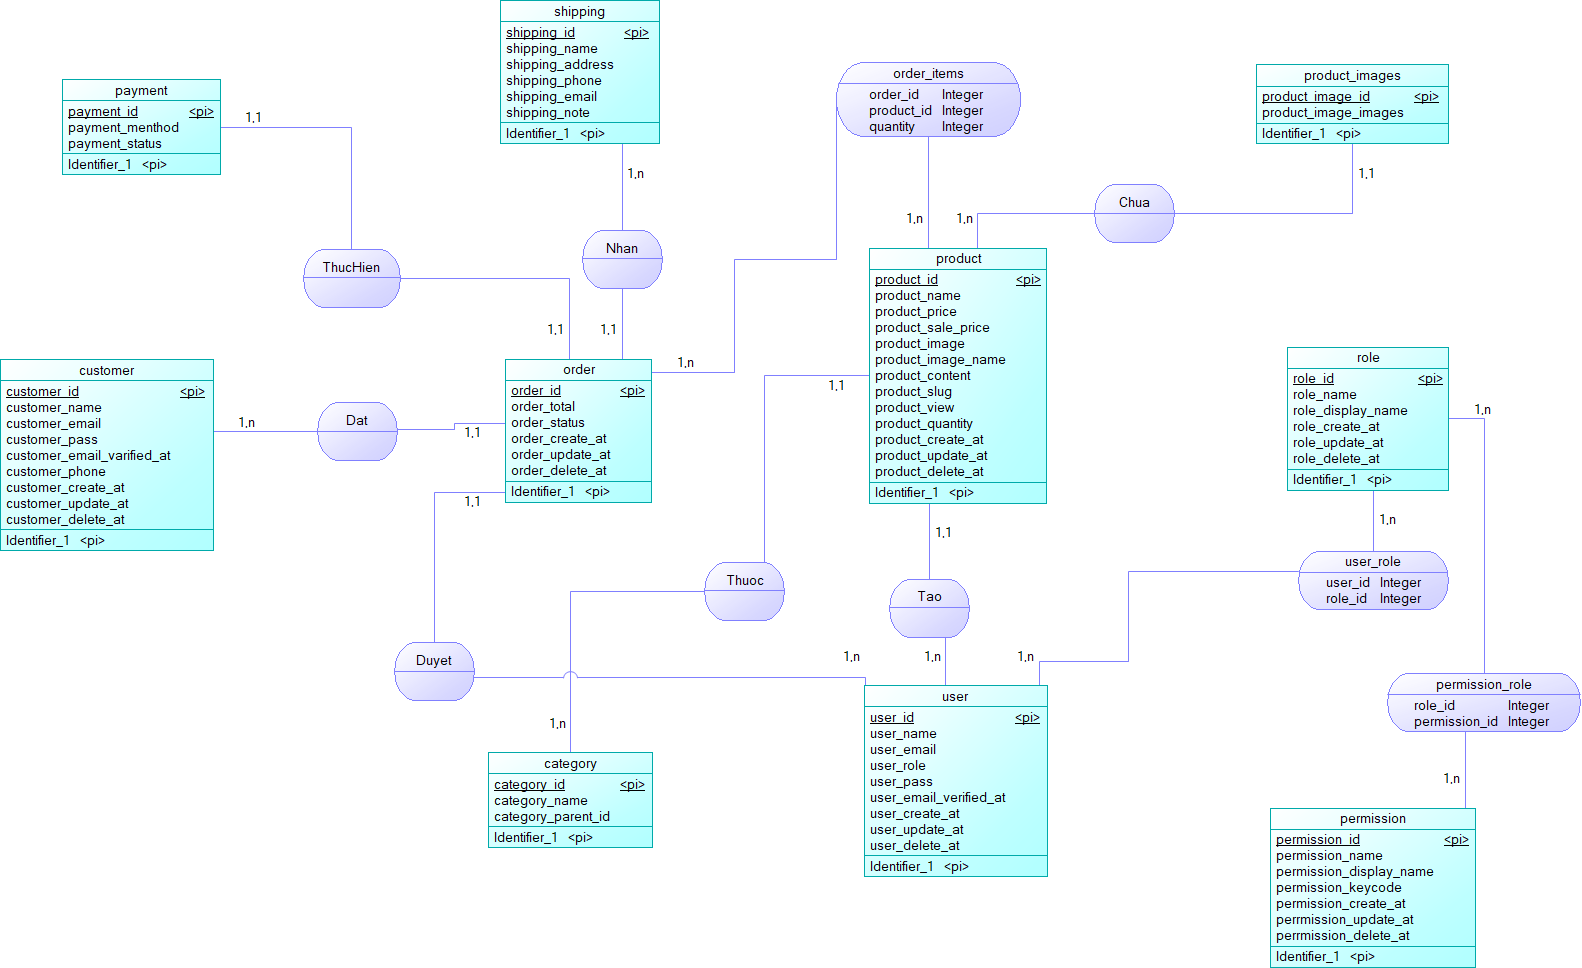 shipping
shipping_id <pi>
shipping_name
shipping_address
shipping_phone
shipping_email
shipping_note
Identifier_1 <pi>
payment
payment_id <pi>
payment_menthod
payment_status
Identifier_1 <pi>
1,1
order_items
order_id Integer
product_id Integer
quantity Integer
product_images
product_image_id <pi>
product_image_images
Identifier_1 <pi>
1,n
1,1
Chua
1,n
1,n
Nhan
ThucHien
1,1
1,1
1,n
product
product_id <pi>
product_name
product_price
product_sale_price
product_image
product_image_name
product_content
product_slug
product_view
product_quantity
product_create_at
product_update_at
product_delete_at
Identifier_1 <pi>
customer
customer_id <pi>
customer_name
customer_email
customer_pass
customer_email_varified_at
customer_phone
customer_create_at
customer_update_at
customer_delete_at
Identifier_1 <pi>
1,n
Dat
1,1
order
order_id <pi>
order_total
order_status
order_create_at
order_update_at
order_delete_at
Identifier_1 <pi>
1,1
1,1
role
role_id <pi>
role_name
role_display_name
role_create_at
role_update_at
role_delete_at
Identifier_1 <pi>
1,n
1,n
user_role
user_id Integer
role_id Integer
1,1
Thuoc
Tao
Duyet
1,n
1,n
1,n
1,n
permission_role
role_id Integer
permission_id Integer
1,n
category
category_id <pi>
category_name
category_parent_id
Identifier_1 <pi>
user
user_id <pi>
user_name
user_email
user_role
user_pass
user_email_verified_at
user_create_at
user_update_at
user_delete_at
Identifier_1 <pi>
permission
permission_id <pi>
permission_name
permission_display_name
permission_keycode
permission_create_at
perrmission_update_at
permission_delete_at
Identifier_1 <pi>